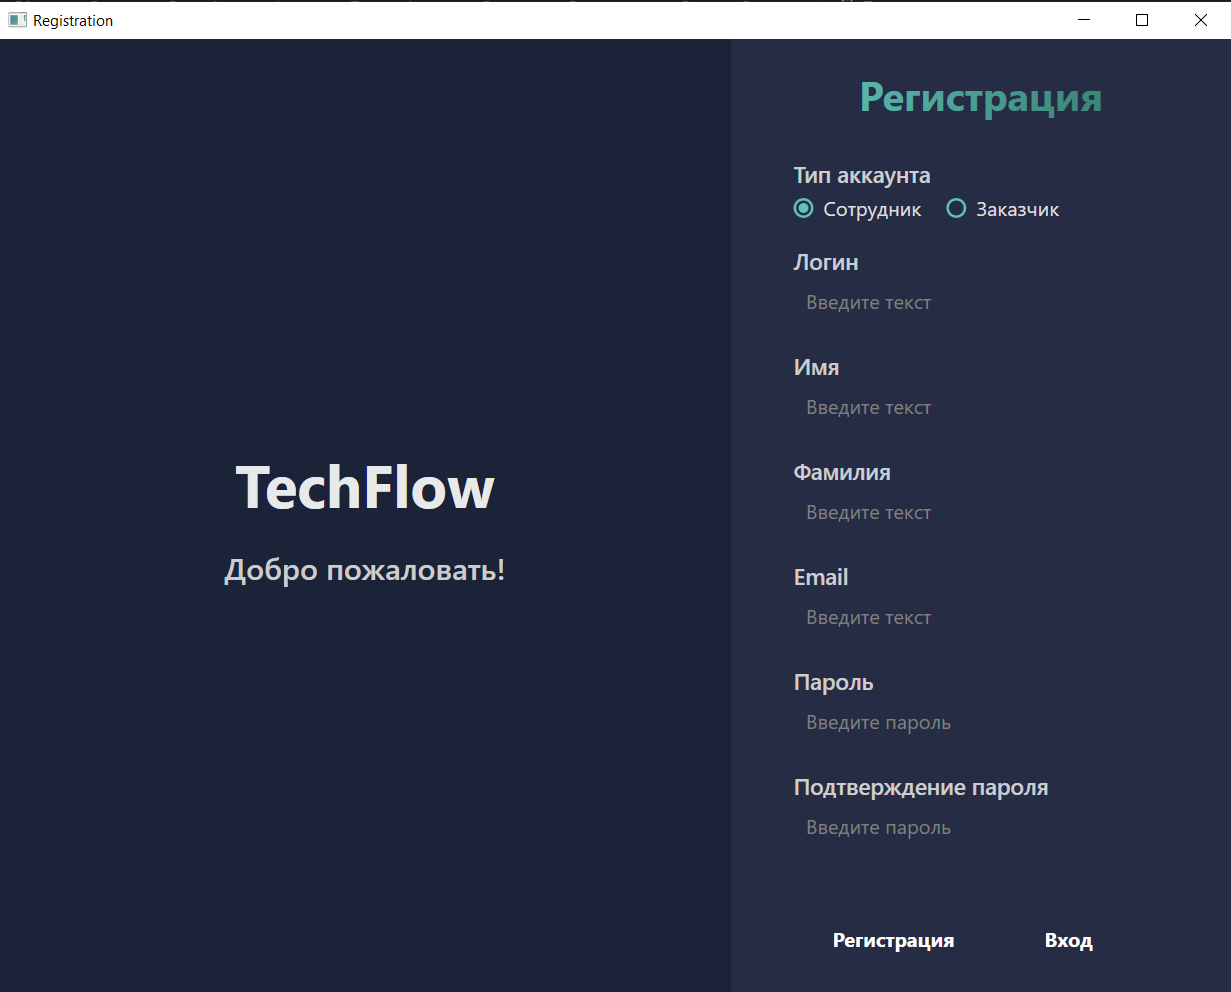 Registration
TechFlow
Добро пожаловать!
Регистрация
Тип аккаунта
Сотрудник Заказчик
Логин
Введите текст
Имя
Введите текст
Фамилия
Введите текст
Email
Введите текст
Пароль
Введите пароль
Подтверждение пароля
Введите пароль
Регистрация Вход